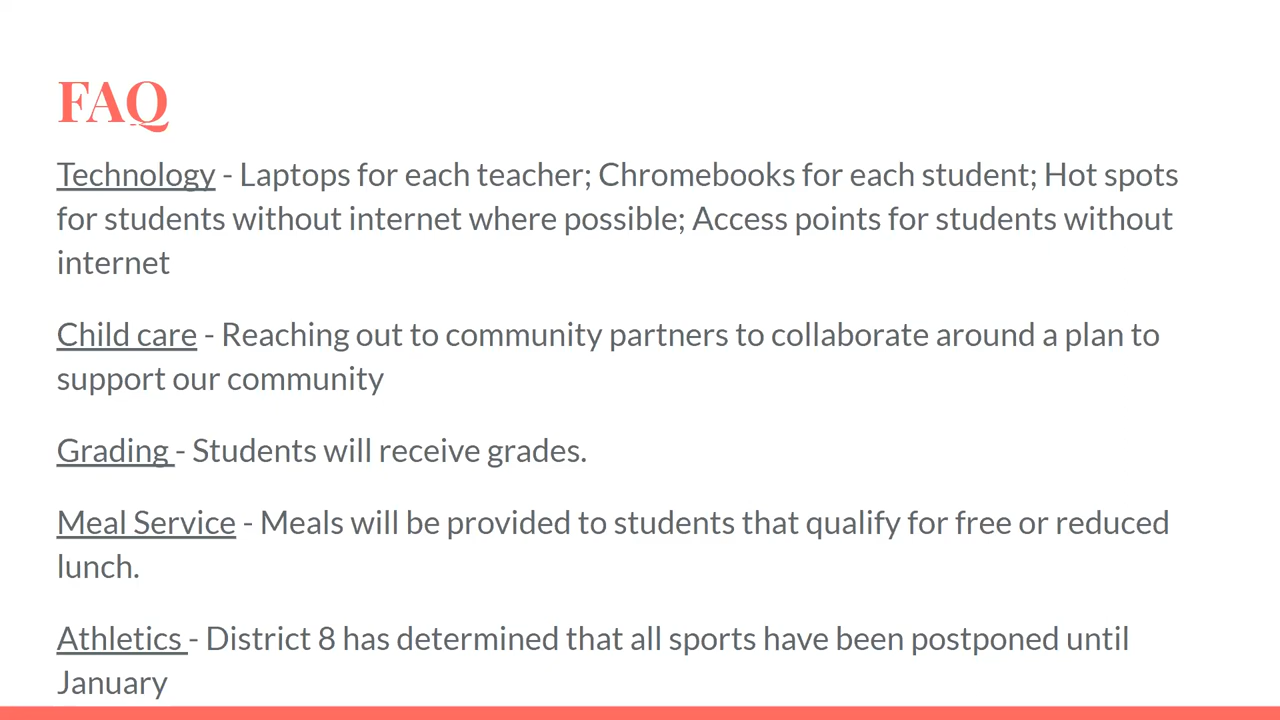 FAQ
Technology - Laptops for each teacher; Chromebooks for each student; Hot spots
for students without internet where possible; Access points for students without
internet
Child care - Reaching out to community partners to collaborate around a plan to
support our community
Grading - Students will receive grades.
Meal Service - Meals will be provided to students that qualify for free or reduced
lunch.
Athletics - District 8 has determined that all sports have been postponed until
January